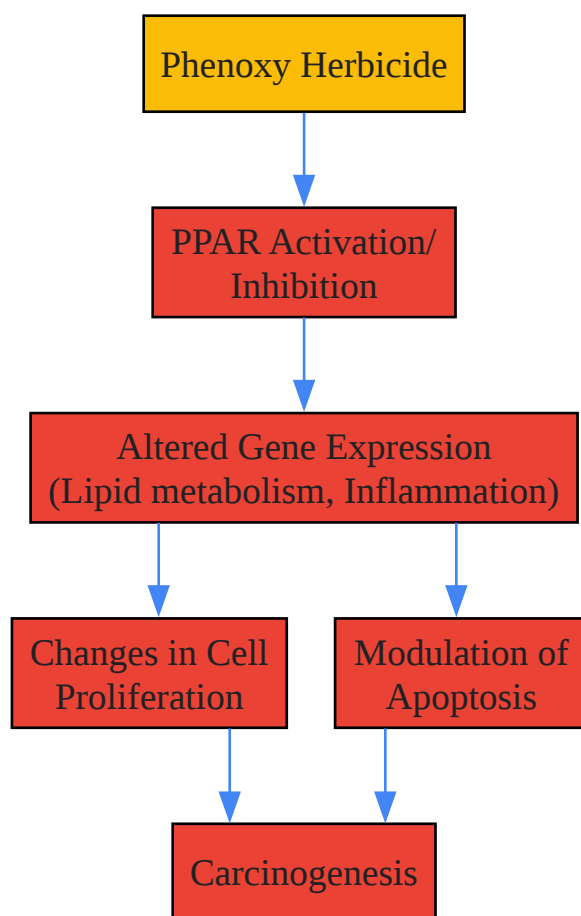 Phenoxy Herbicide
PPAR Activation/
Inhibition
Altered Gene Expression
(Lipid metabolism, Inflammation)
Changes in Cell
Proliferation
Modulation of
Apoptosis
Carcinogenesis